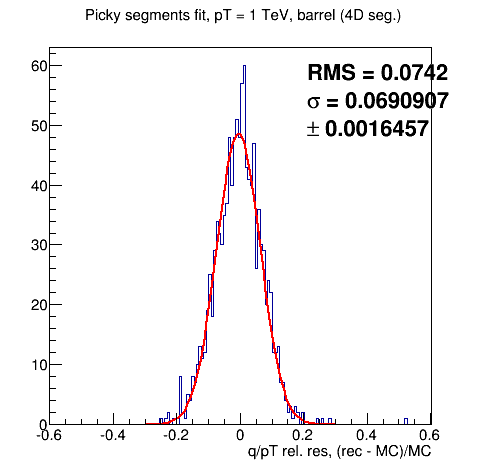 Picky segments fit, pT = 1 TeV, barrel (4D seg.)
RMS = 0.0742
σ = 0.0690907
± 0.0016457
60
50
40
30
20
10
0
-0.6 -0.4 -0.2 0 0.2 0.4 0.6
q/pT rel. res, (rec - MC)/MC